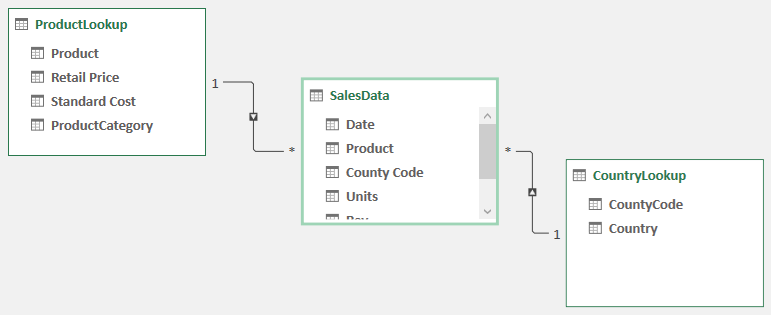 ProductLookup
Product
Retail Price
Standard Cost
ProductCategory
1
*
SalesData
Date
Product
County Code
Units
*
1
CountryLookup
CountyCode
Country